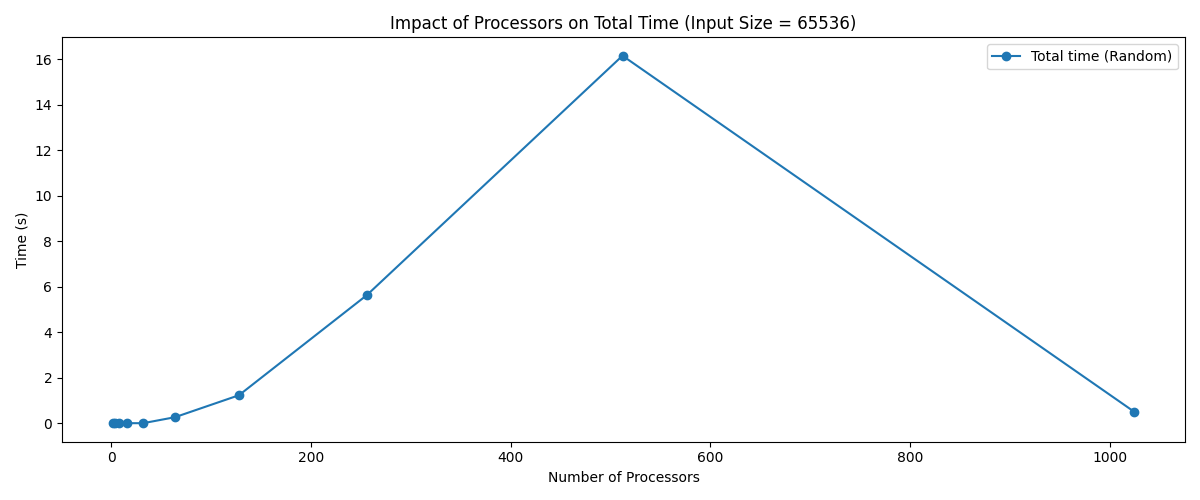 Impact of Processors on Total Time (Input Size = 65536)
Total time (Random)
16
14
12
10
8
6
4
2
0
Time (s)
0 200 400 600 800 1000
Number of Processors